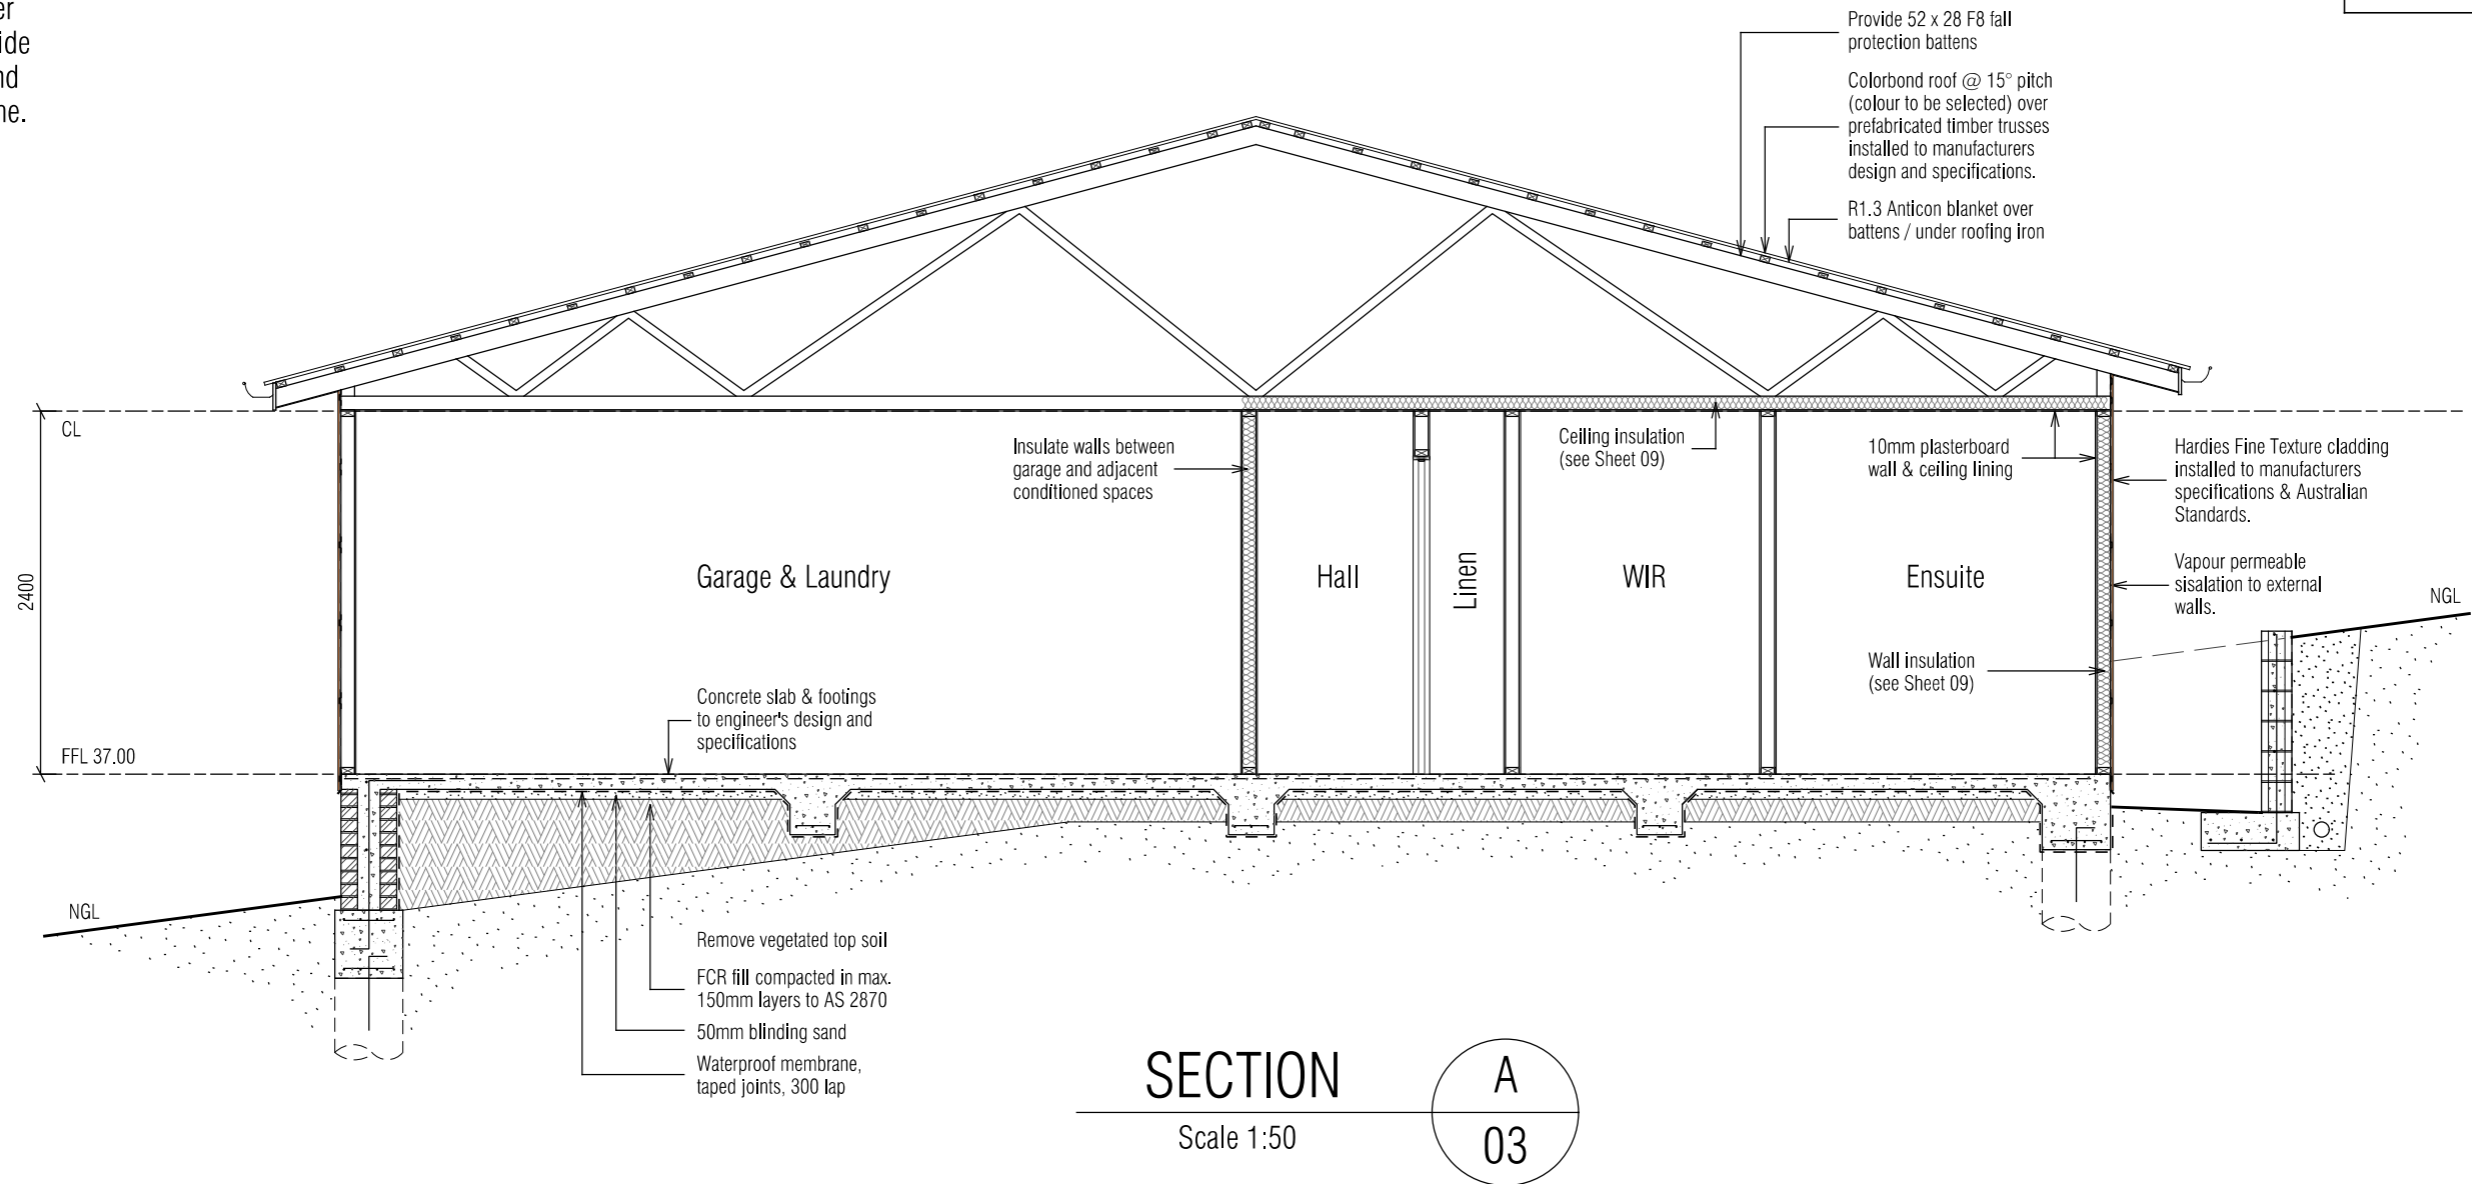 er
ide
nd
ne.
Provide 52 x 28 F8 fall
protection battens
Colorbond roof @ 15° pitch
(colour to be selected) over
prefabricated timber trusses
installed to manufacturers
design and specifications.
R1.3 Anticon blanket over
battens / under roofing iron
CL
2400
FFL 37.00
NGL
Insulate walls between
garage and adjacent
conditioned spaces
Ceiling insulation
(see Sheet 09)
10mm plasterboard
wall & ceiling lining
Hardies Fine Texture cladding
installed to manufacturers
specifications & Australian
Standards.
Vapour permeable
sisalation to external
walls.
NGL
Garage & Laundry
Hall
Linen
WIR
Ensuite
Wall insulation
(see Sheet 09)
Concrete slab & footings
to engineer's design and
specifications
Remove vegetated top soil
FCR fill compacted in max.
150mm layers to AS 2870
50mm blinding sand
Waterproof membrane,
taped joints, 300 lap
SECTION
Scale 1:50
A
03